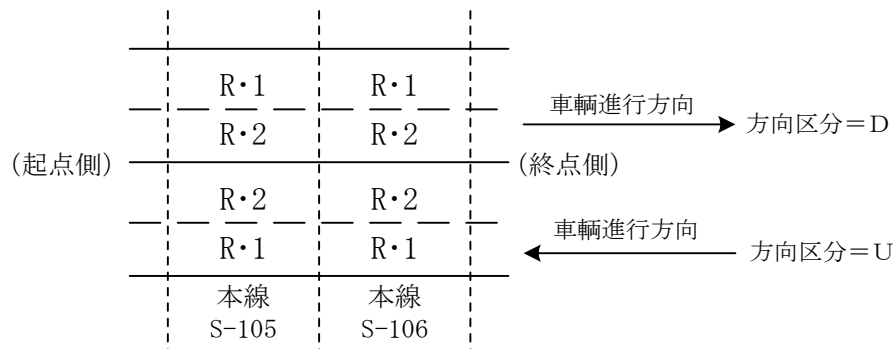 R・1 R・1
車輌進行方向
方向区分＝D
R・2 R・2
(起点側)
(終点側)
R・2 R・2
車輌進行方向
R・1 R・1
方向区分＝U
本線 本線
S-105 S-106